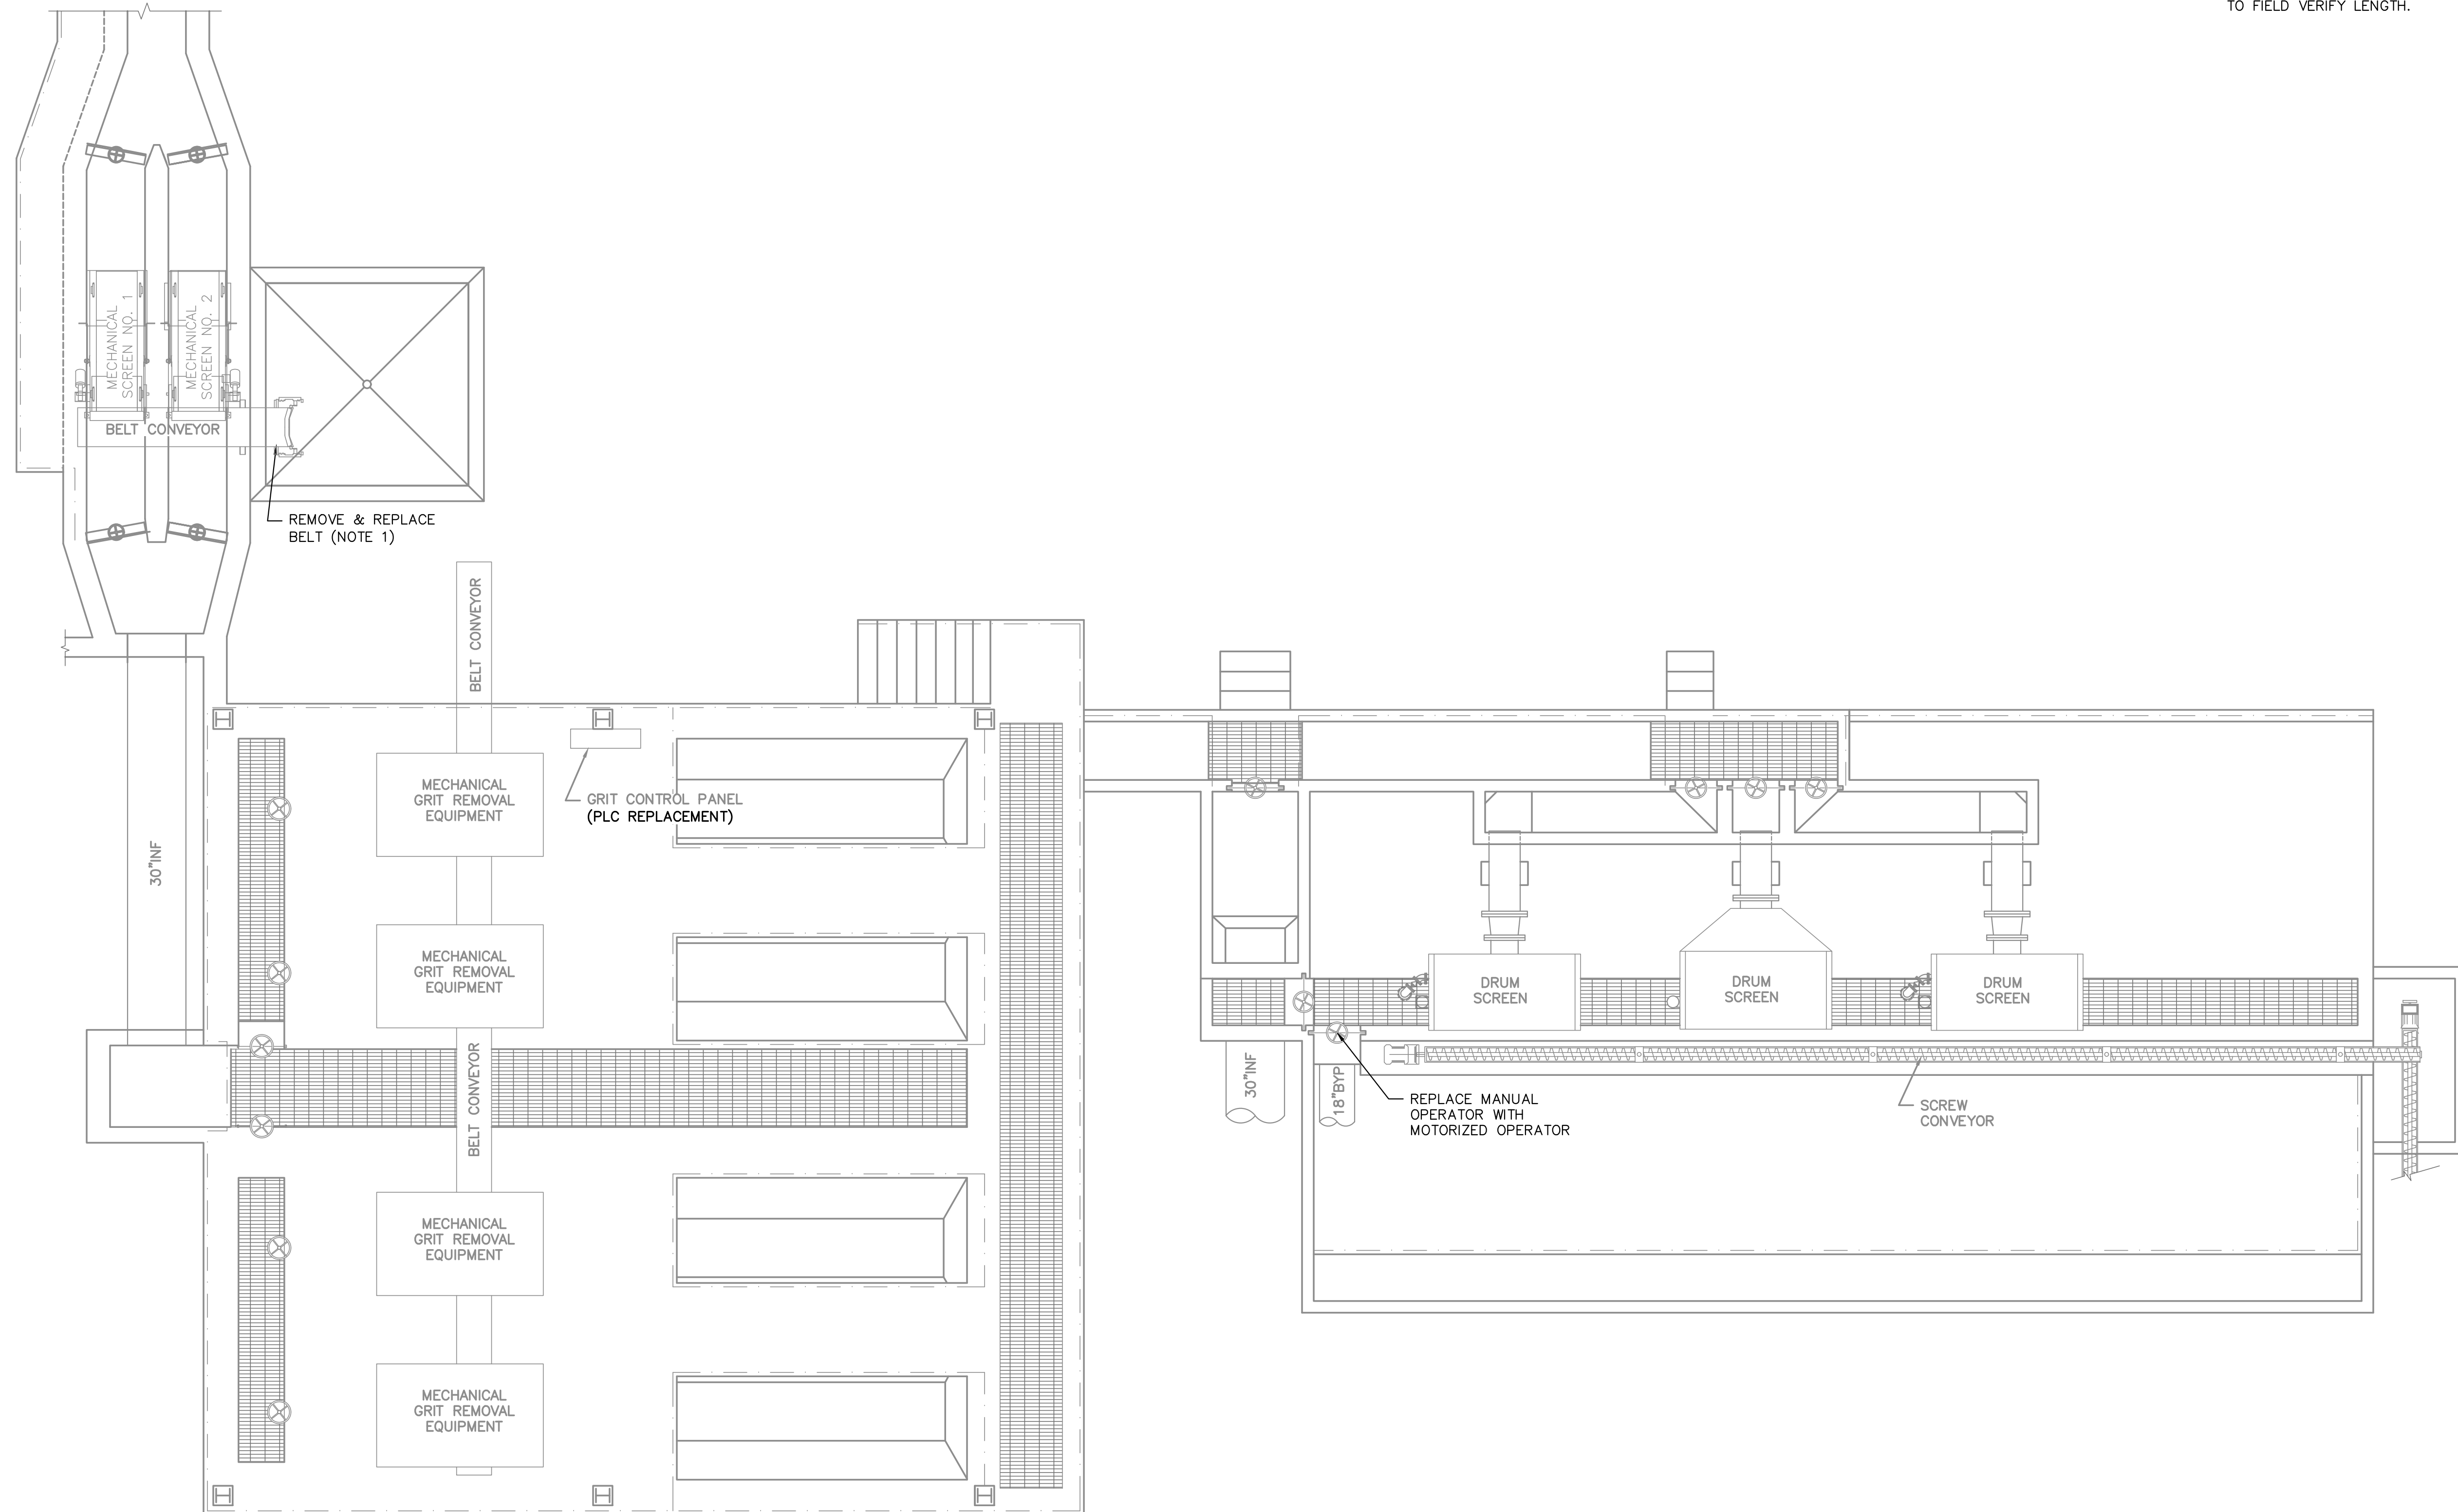 TO FIELD VERIFY LENGTH.
MECHANICAL
SCREEN NO. 1
MECHANICAL
SCREEN NO. 2
BELT CONVEYOR
REMOVE & REPLACE
BELT (NOTE 1)
BELT CONVEYOR
MECHANICAL
GRIT REMOVAL
EQUIPMENT
GRIT CONTROL PANEL
(PLC REPLACEMENT)
30"INF
MECHANICAL
GRIT REMOVAL
EQUIPMENT
DRUM
SCREEN
DRUM
SCREEN
DRUM
SCREEN
BELT CONVEYOR
30"INF
18"BYP
REPLACE MANUAL
OPERATOR WITH
MOTORIZED OPERATOR
SCREW
CONVEYOR
MECHANICAL
GRIT REMOVAL
EQUIPMENT
MECHANICAL
GRIT REMOVAL
EQUIPMENT